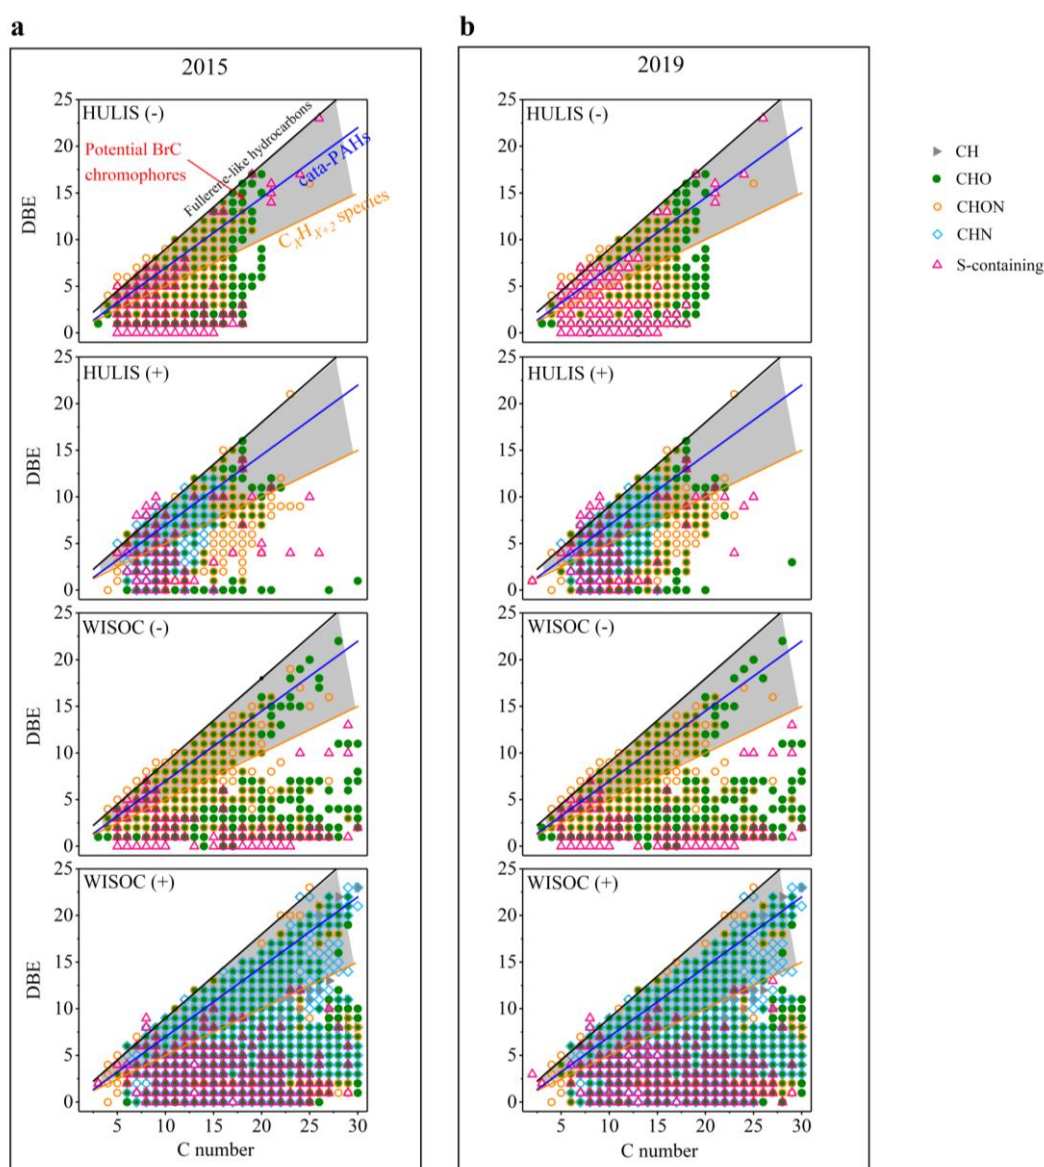 a
b
2015
2019
25
HULIS (-)
20
Potential BrC
chromophores
15
10
5
0
DBE
Fullerene-like hydrocarbons
cata-PAHs
CXHX+2 species
25
HULIS (-)
20
15
10
5
0
DBE
CH
CHO
CHON
CHN
S-containing
25
HULIS (+)
20
15
10
5
0
DBE
25
HULIS (+)
20
15
10
5
0
DBE
25
WISOC (-)
20
15
10
5
0
DBE
25
WISOC (-)
20
15
10
5
0
DBE
25
WISOC (+)
20
15
10
5
0
DBE
5 10 15 20 25 30
C number
25
WISOC (+)
20
15
10
5
0
DBE
5 10 15 20 25 30
C number